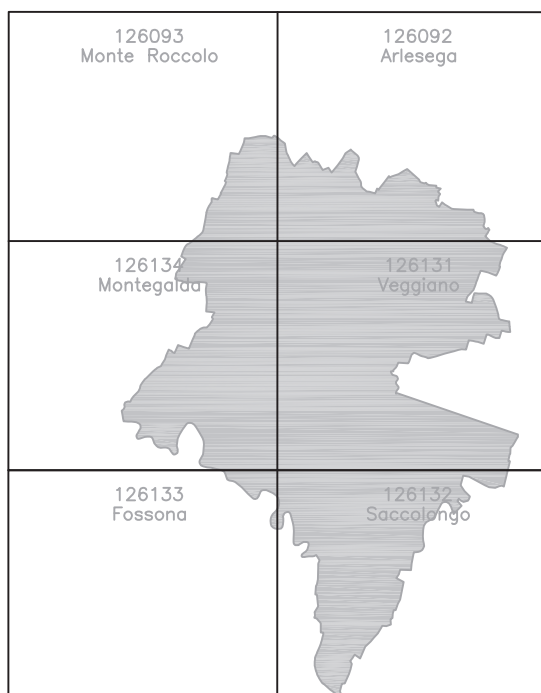 126093
Monte Roccolo
126092
Arlesega
126134
Montegalda
126131
Veggiano
126133
Fossona
126132
Saccolongo